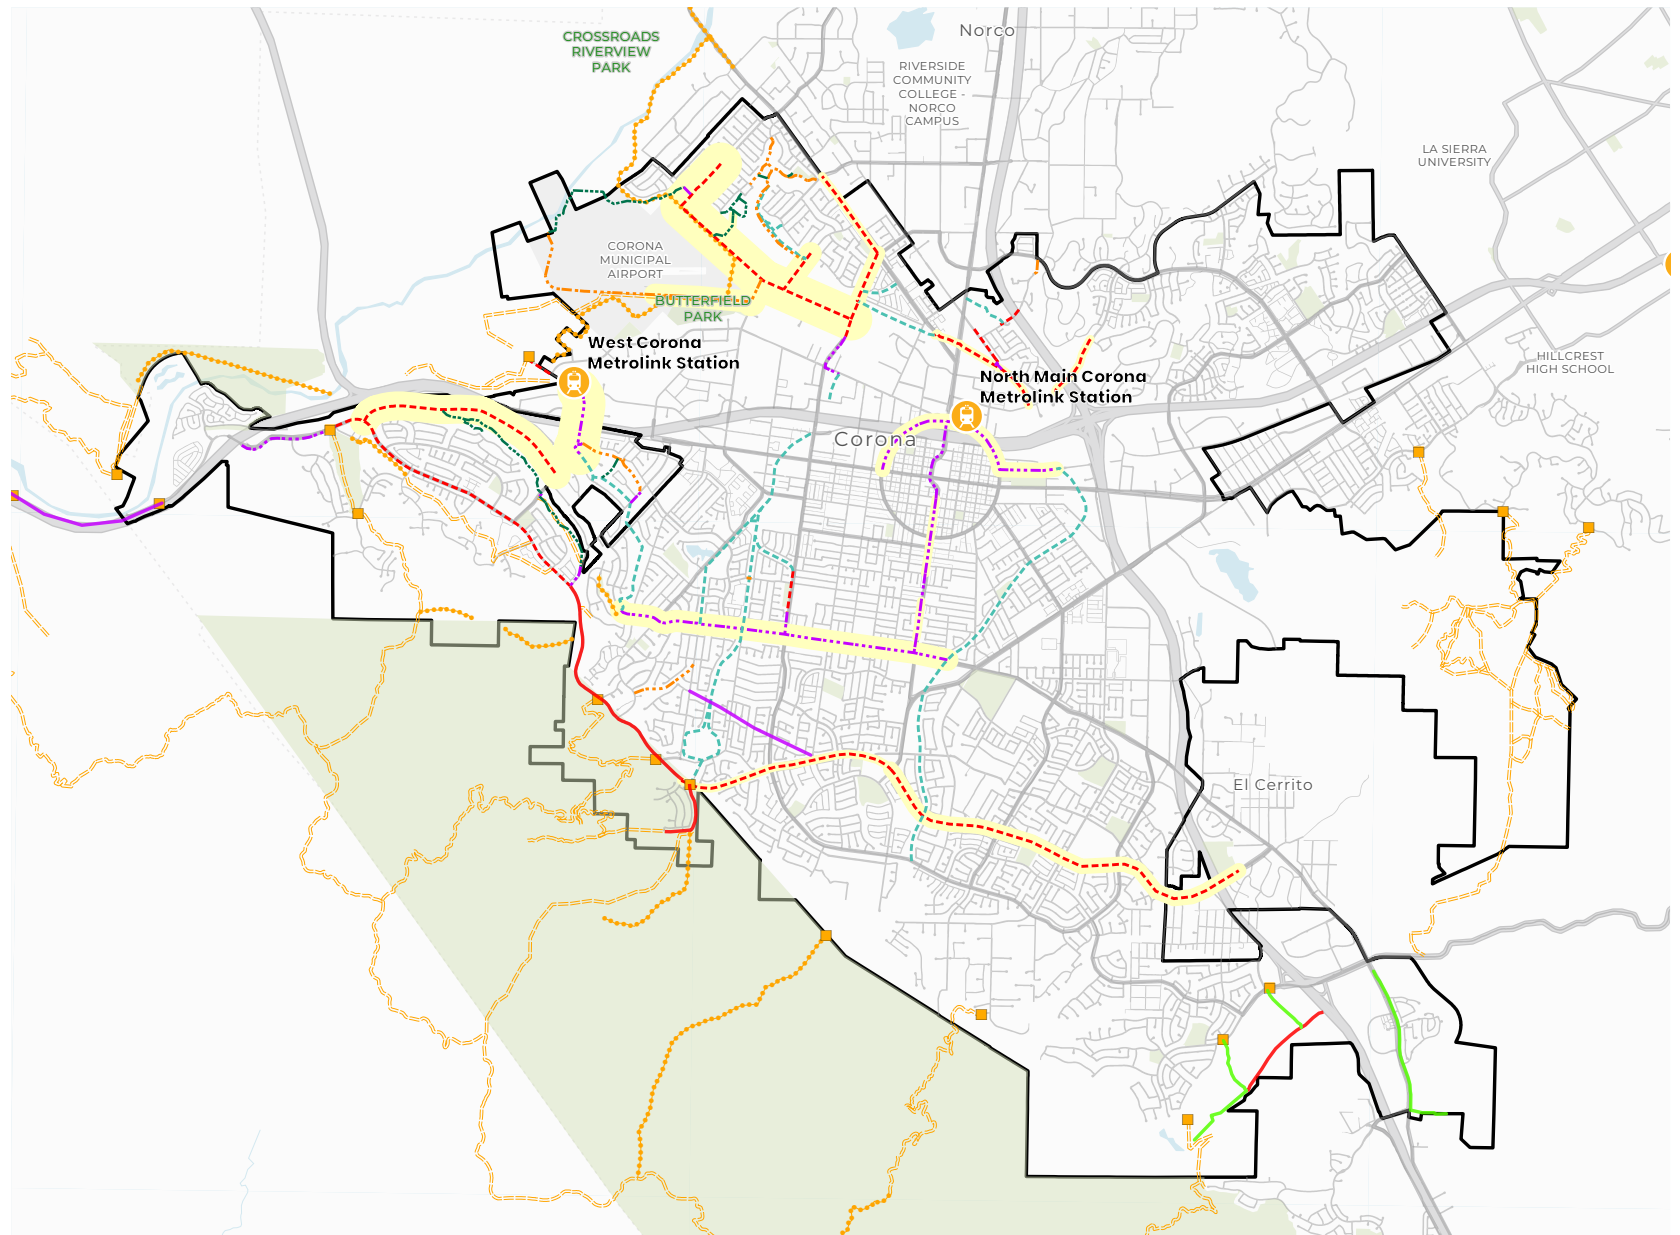 Norco
CROSSROADS
RIVERVIEW
PARK
RIVERSIDE
COMMUNITY
COLLEGE -
NORCO
CAMPUS
LA SIERRA
UNIVERSITY
CORONA
MUNICIPAL
AIRPORT
BUTTERFIELD
PARK
West Corona
Metrolink Station
HILLCREST
HIGH SCHOOL
North Main Corona
Metrolink Station
Corona
El Cerrito